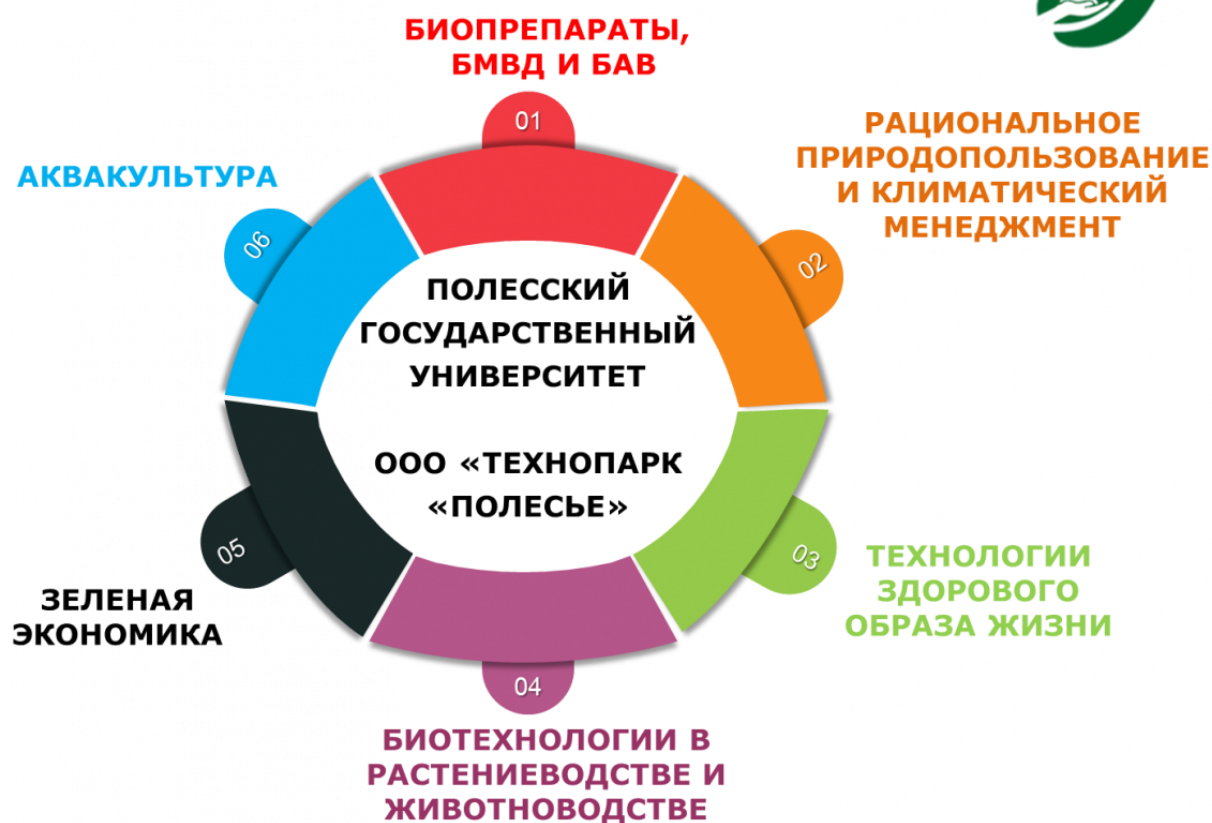 БИОПРЕПАРАТЫ,
БМВД И БАВ
01
РАЦИОНАЛЬНОЕ
ПРИРОДОПОЛЬЗОВАНИЕ
И КЛИМАТИЧЕСКИЙ
МЕНЕДЖМЕНТ
02
АКВАКУЛЬТУРА
06
ПОЛЕССКИЙ
ГОСУДАРСТВЕННЫЙ
УНИВЕРСИТЕТ
ООО «ТЕХНОПАРК
«ПОЛЕСЬЕ»
03
ТЕХНОЛОГИИ
ЗДОРОВОГО
ОБРАЗА ЖИЗНИ
05
ЗЕЛЕНАЯ
ЭКОНОМИКА
04
БИОТЕХНОЛОГИИ В
РАСТЕНИЕВОДСТВЕ И
ЖИВОТНОВОДСТВЕ